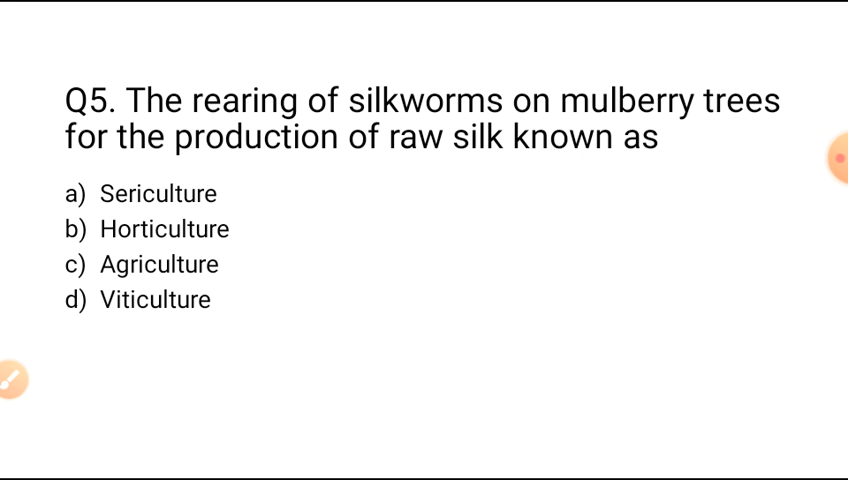 Q5. The rearing of silkworms on mulberry trees
for the production of raw silk known as
a) Sericulture
b) Horticulture
c) Agriculture
d) Viticulture